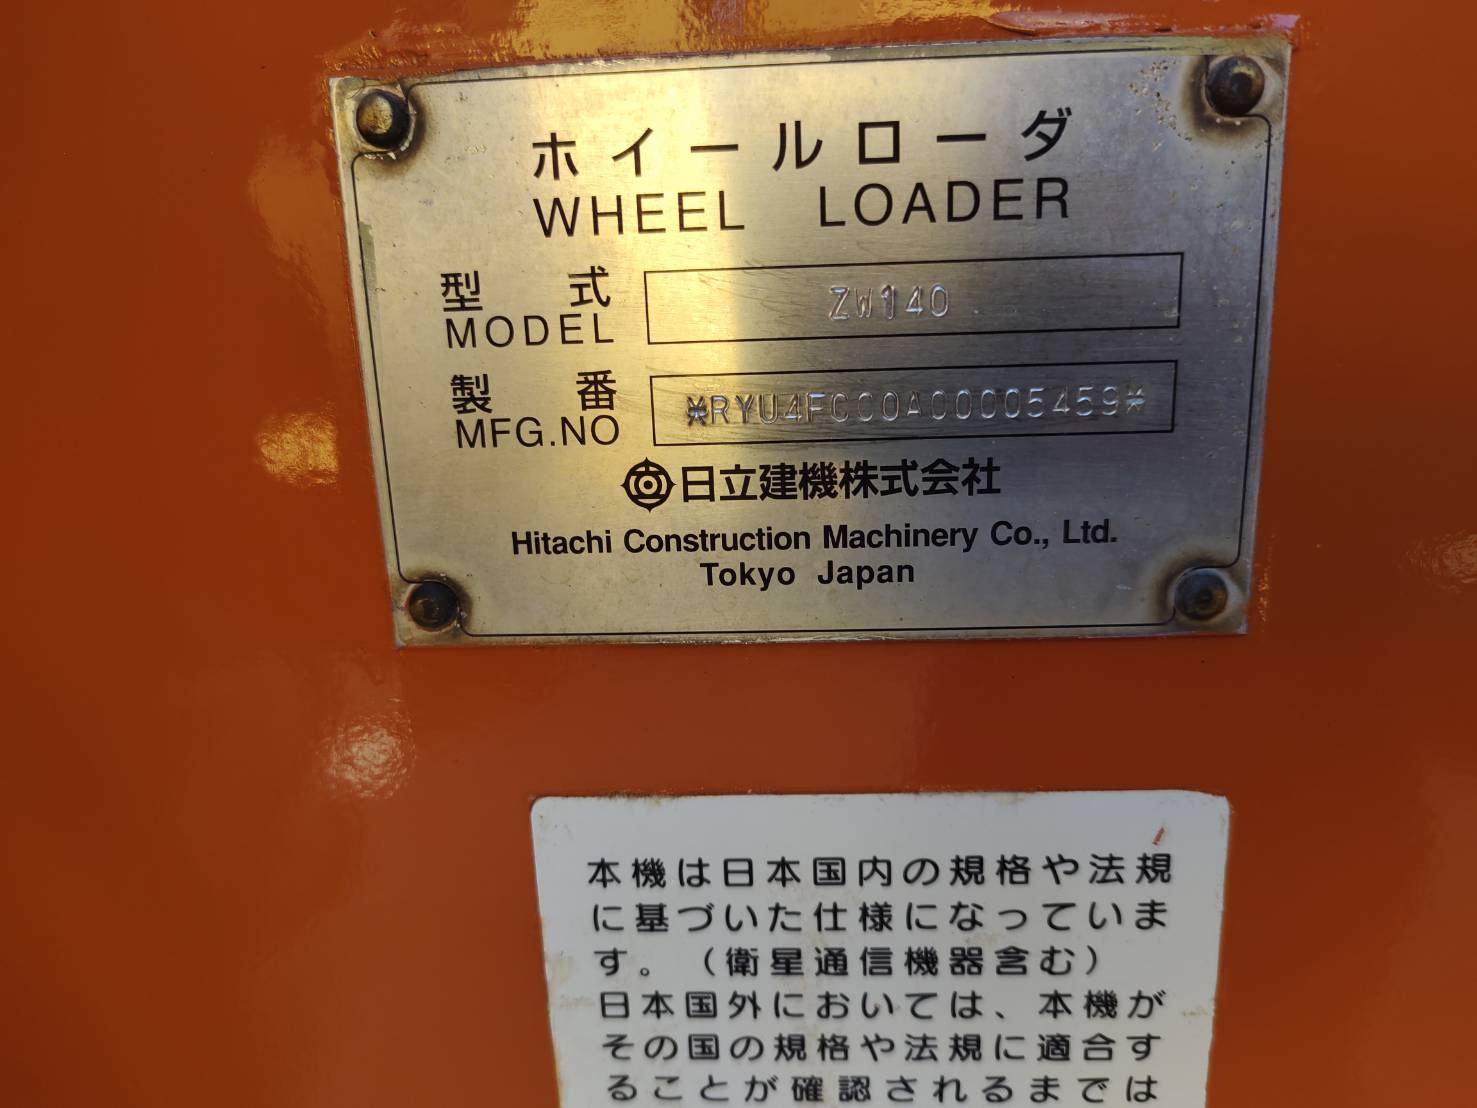 ホイールローダ
WHEEL LOADER
型式 ZW140
MODEL
製番 *RYU4FC00A00005459*
MFG.NO
日立建機株式会社
Hitachi Construction Machinery Co., Ltd.
Tokyo Japan
本機は日本国内の規格や法規
に基づいた仕様になっていま
す。（衛星通信機器含む）
日本国外においては、本機が
その国の規格や法規に適合す
ることが確認されるまでは